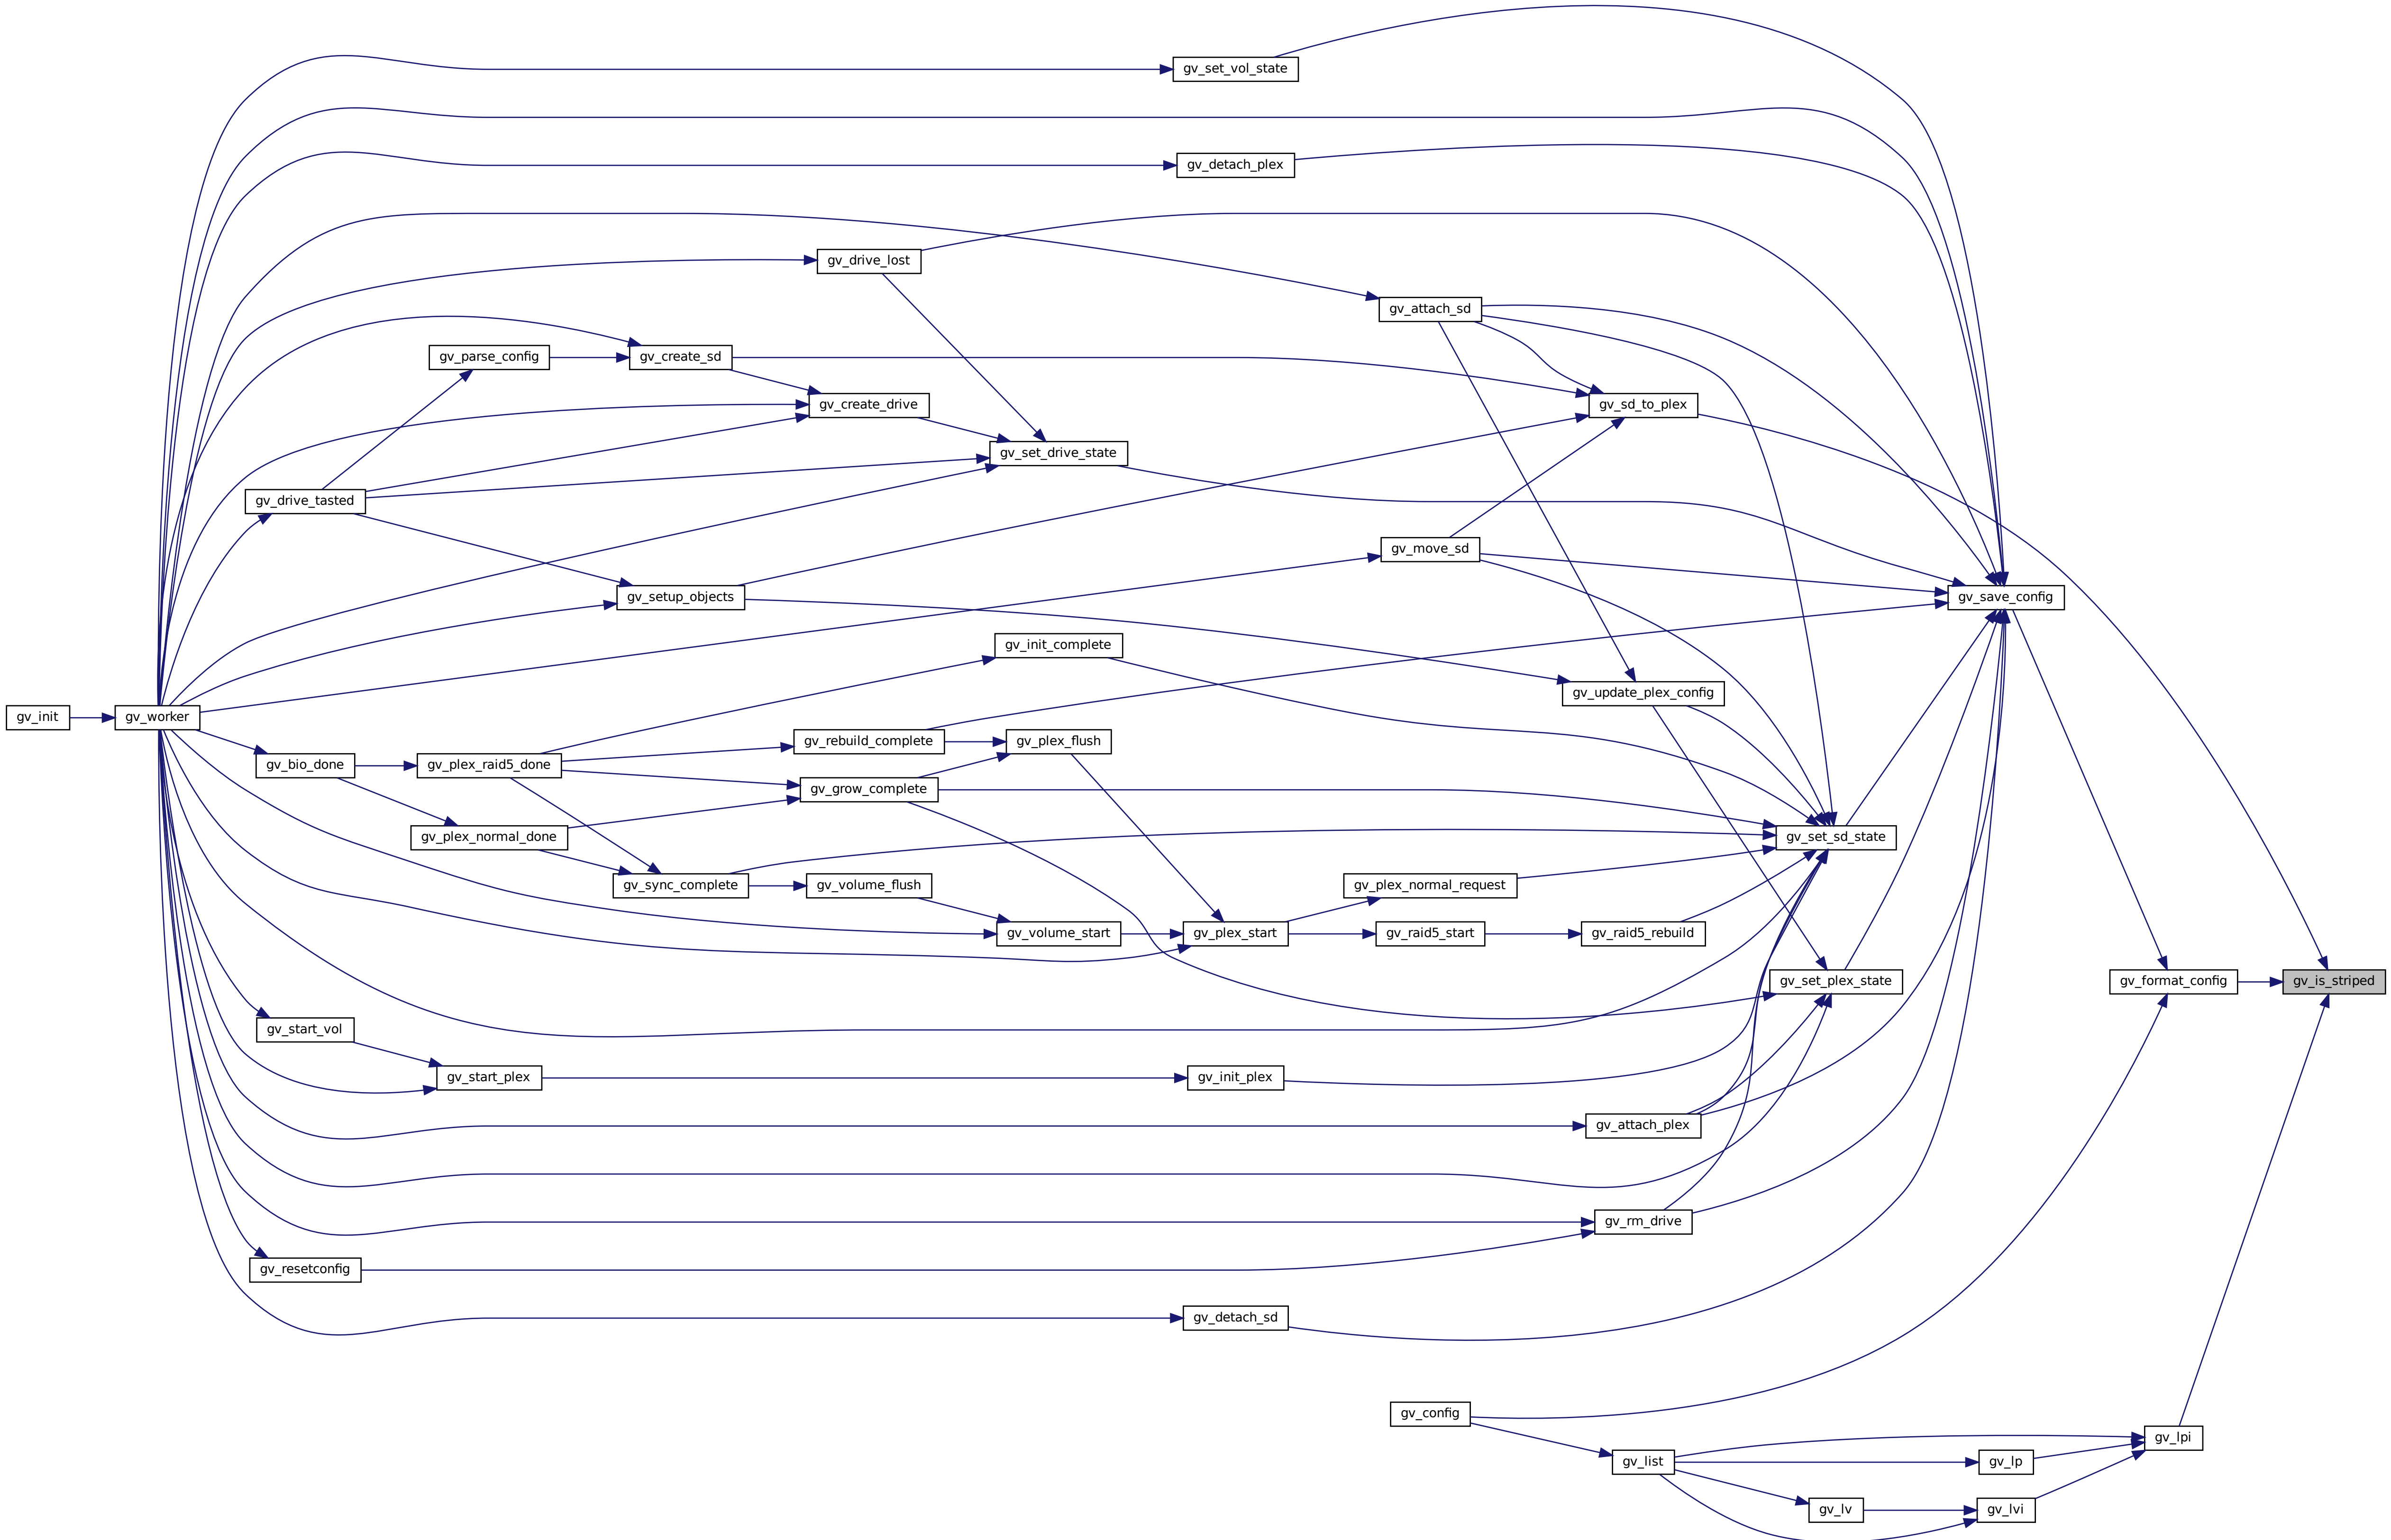 gv_set_vol_state
gv_detach_plex
gv_drive_lost
gv_attach_sd
gv_parse_config
gv_create_sd
gv_create_drive
gv_sd_to_plex
gv_set_drive_state
gv_drive_tasted
gv_move_sd
gv_setup_objects
gv_save_config
gv_init_complete
gv_update_plex_config
gv_init
gv_worker
gv_rebuild_complete
gv_plex_flush
gv_bio_done
gv_plex_raid5_done
gv_grow_complete
gv_plex_normal_done
gv_set_sd_state
gv_sync_complete
gv_volume_flush
gv_plex_normal_request
gv_volume_start
gv_plex_start
gv_raid5_start
gv_raid5_rebuild
gv_set_plex_state
gv_format_config
gv_is_striped
gv_start_vol
gv_start_plex
gv_init_plex
gv_attach_plex
gv_rm_drive
gv_resetconfig
gv_detach_sd
gv_config
gv_lpi
gv_list
gv_lp
gv_lv
gv_lvi